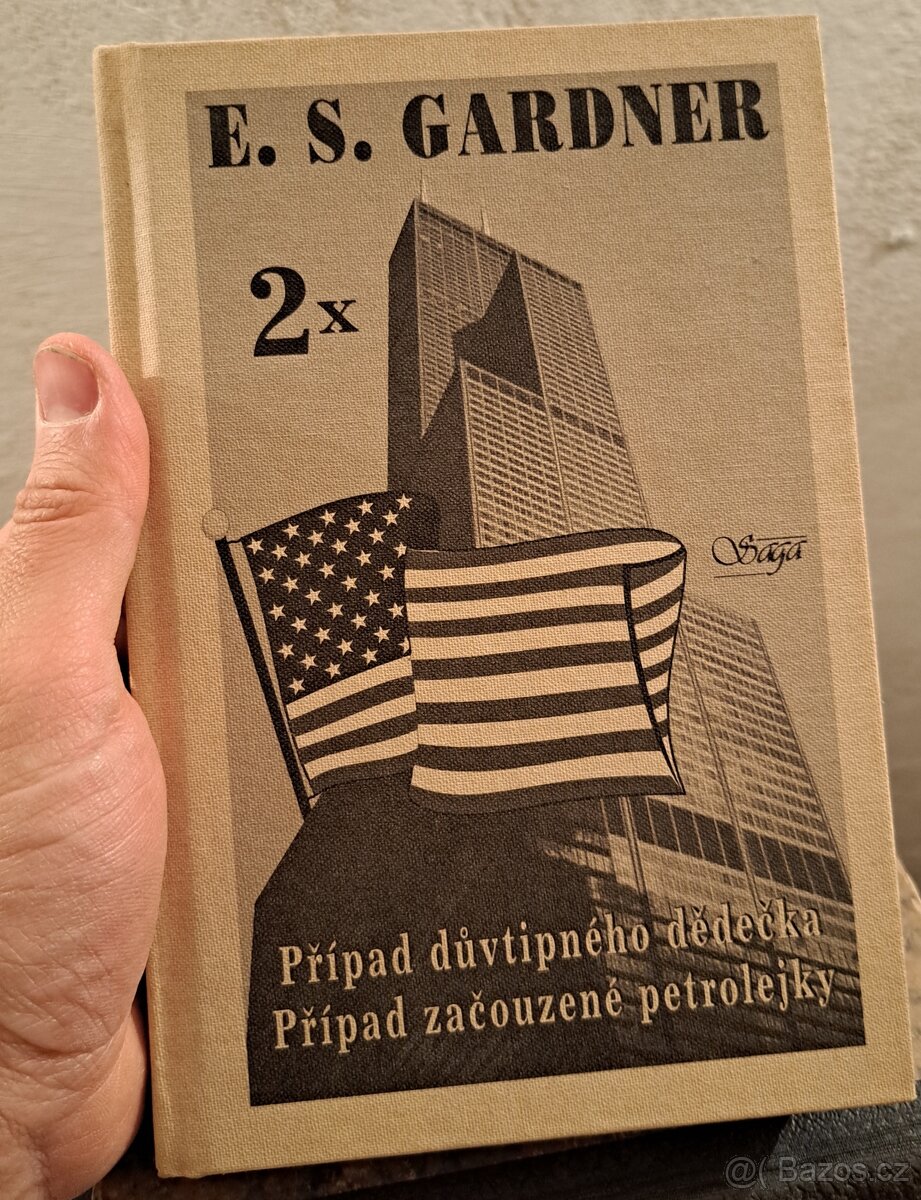 E. S. GARDNER
2x
Saga
Případ důvtipného dědečka
Případ začouzené petrolejky
@( Bazos.cz